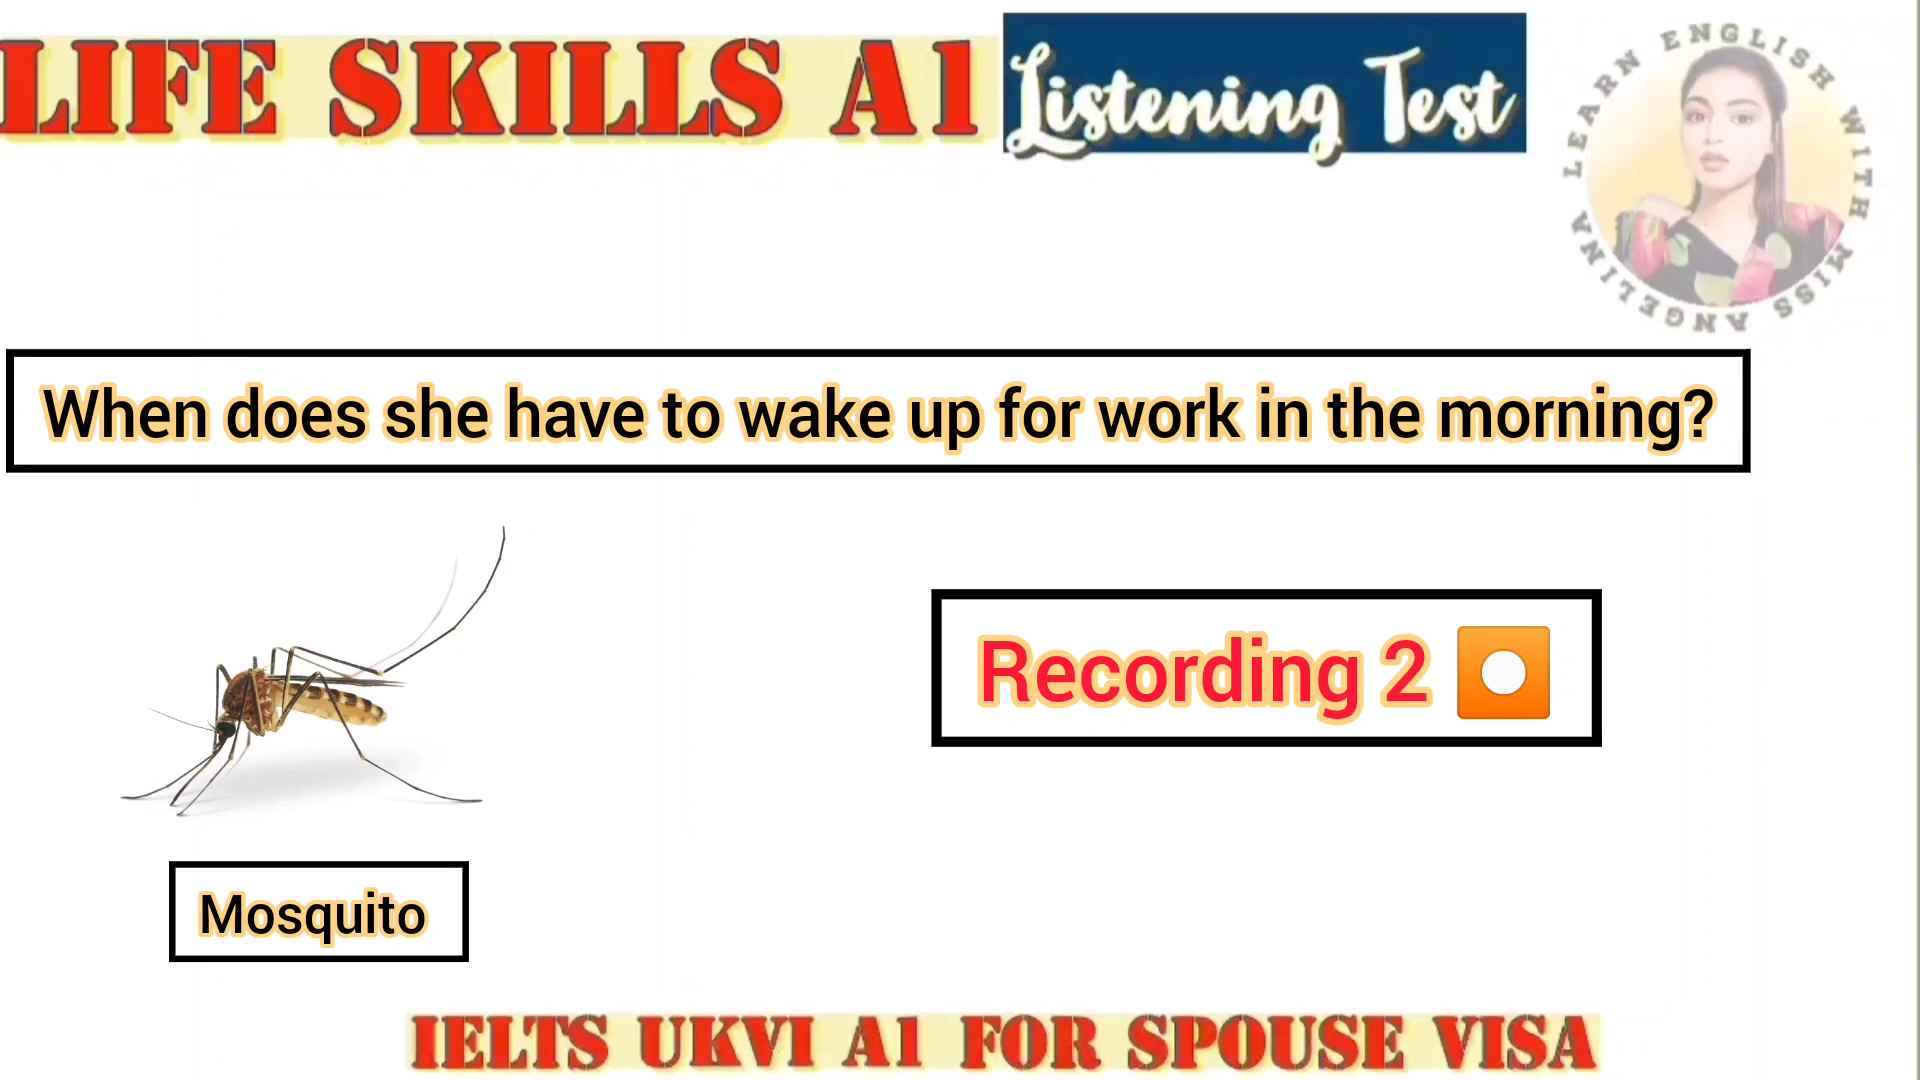 LIFE SKILLS A1 Listening Test
LEARN ENGLISH WITH MISS ANGELINA
When does she have to wake up for work in the morning?
Recording 2
Mosquito
IELTS UKVI A1 FOR SPOUSE VISA